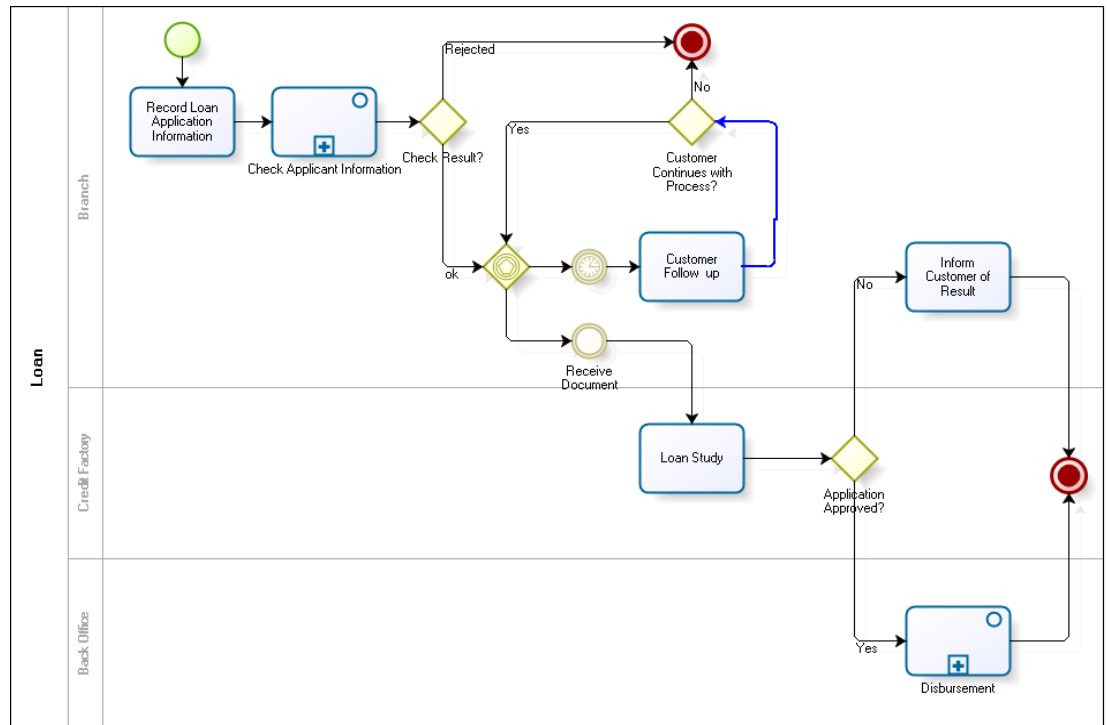 Loan
Branch
Credit Factory
Back Office
Record Loan
Application
Information
Check Applicant Information
Check Result?
Rejected
ok
No
Yes
Customer
Continues with
Process?
Customer
Follow up
Receive
Document
Loan Study
Application
Approved?
No
Inform
Customer of
Result
Yes
Disbursement